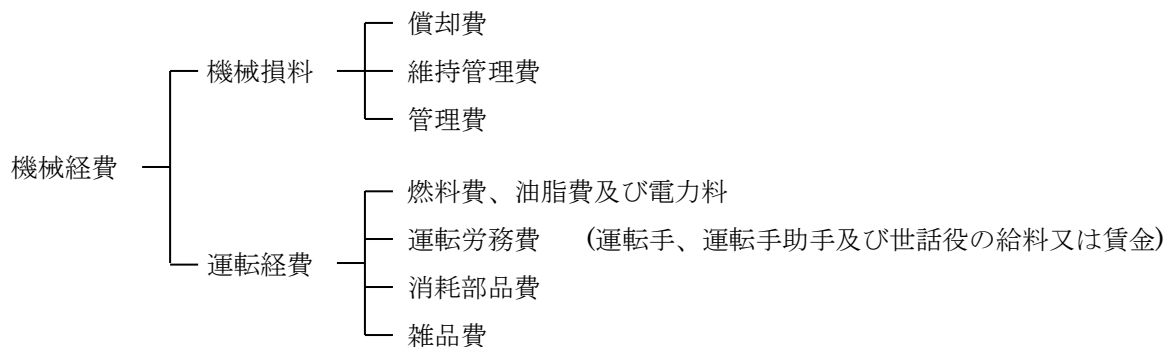 償却費
機械損料 維持管理費
管理費
機械経費
燃料費、油脂費及び電力料
運転労務費 (運転手、運転手助手及び世話役の給料又は賃金)
運転経費
消耗部品費
雑品費